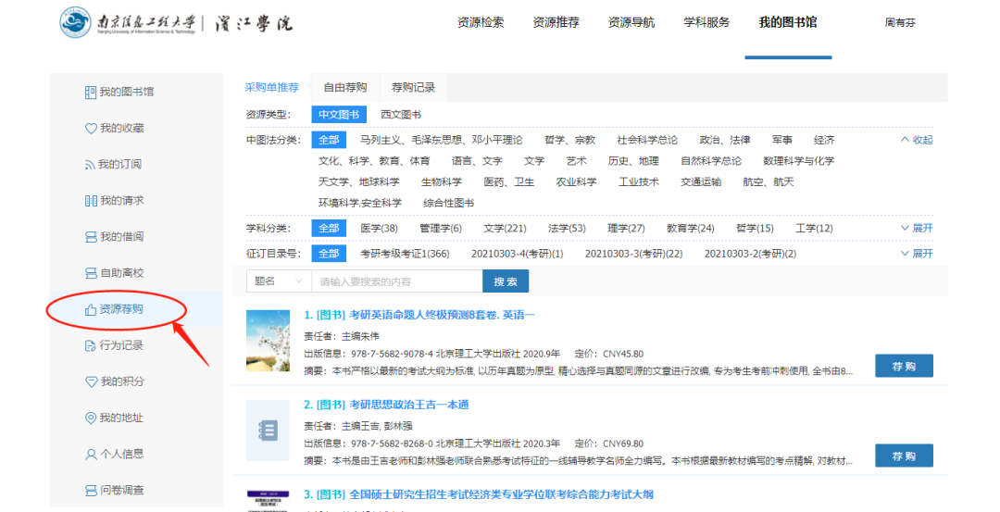 南京信息工程大学 滨江学院
Nanjing University of Information Science & Technology
资源检索 资源推荐 资源导航 学科服务 我的图书馆 周有芬
我的图书馆
我的收藏
我的订阅
我的请求
我的借阅
自助离校
资源荐购
行为记录
我的积分
我的地址
个人信息
问卷调查
采购单推荐 自由荐购 荐购记录
资源类型: 中文图书 西文图书
中图法分类: 全部 马列主义、毛泽东思想、邓小平理论 哲学、宗教 社会科学总论 政治、法律 军事 经济 收起
文化、科学、教育、体育 语言、文字 文学 艺术 历史、地理 自然科学总论 数理科学与化学
天文学、地球科学 生物科学 医药、卫生 农业科学 工业技术 交通运输 航空、航天
环境科学,安全科学 综合性图书
学科分类: 全部 医学(38) 管理学(6) 文学(221) 法学(53) 理学(27) 教育学(24) 哲学(15) 工学(12) 展开
征订目录号: 全部 考研考级考证1(366) 20210303-4(考研)(1) 20210303-3(考研)(22) 20210303-2(考研)(2) 展开
题名 请输入要搜索的内容 搜索
1. [图书] 考研英语命题人终极预测8套卷. 英语一
责任者: 主编朱伟
出版信息: 978-7-5682-9078-4 北京理工大学出版社 2020.9年 定价: CNY45.80
摘要: 本书严格以最新的考试大纲为标准, 以历年真题为原型, 精心选择与真题同源的文章进行改编, 专为考生考前冲刺使用, 全书由8...
荐购
2. [图书] 考研思想政治王吉一本通
责任者: 主编王吉, 彭林强
出版信息: 978-7-5682-8268-0 北京理工大学出版社 2020.3年 定价: CNY69.80
摘要: 本书是由王吉老师和彭林强老师联合熟悉考试特征的一线辅导教学名师全力编写。本书根据最新教材编写的考点精解, 对教材...
荐购
3. [图书] 全国硕士研究生招生考试经济类专业学位联考综合能力考试大纲